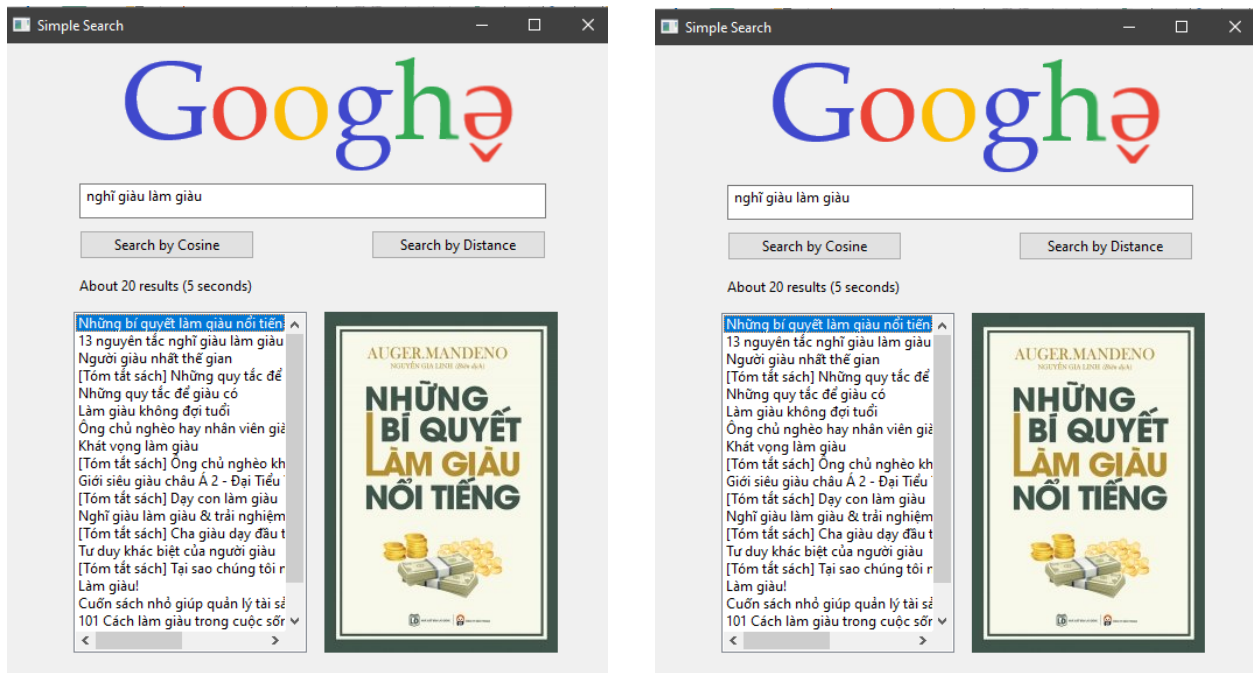 Simple Search
Googhə̬
nghĩ giàu làm giàu
Search by Cosine
Search by Distance
About 20 results (5 seconds)
Những bí quyết làm giàu nổi tiến
13 nguyên tắc nghĩ giàu làm giàu
Người giàu nhất thế gian
[Tóm tắt sách] Những quy tắc để
Những quy tắc để giàu có
Làm giàu không đợi tuổi
Ông chủ nghèo hay nhân viên già
Khát vọng làm giàu
[Tóm tắt sách] Ông chủ nghèo kh
Giới siêu giàu châu Á 2 - Đại Tiểu
[Tóm tắt sách] Dạy con làm giàu
Nghĩ giàu làm giàu & trải nghiệm
[Tóm tắt sách] Cha giàu dạy đầu t
Tư duy khác biệt của người giàu
[Tóm tắt sách] Tại sao chúng tôi
Làm giàu!
Cuốn sách nhỏ giúp quản lý tài sả
101 Cách làm giàu trong cuộc sốn
AUGER.MANDENO
NGUYỄN GIA LINH (Biên dịch)
NHỮNG
BÍ QUYẾT
LÀM GIÀU
NỔI TIẾNG
Simple Search
Googhə̬
nghĩ giàu làm giàu
Search by Cosine
Search by Distance
About 20 results (5 seconds)
Những bí quyết làm giàu nổi tiến
13 nguyên tắc nghĩ giàu làm giàu
Người giàu nhất thế gian
[Tóm tắt sách] Những quy tắc để
Những quy tắc để giàu có
Làm giàu không đợi tuổi
Ông chủ nghèo hay nhân viên già
Khát vọng làm giàu
[Tóm tắt sách] Ông chủ nghèo kh
Giới siêu giàu châu Á 2 - Đại Tiểu
[Tóm tắt sách] Dạy con làm giàu
Nghĩ giàu làm giàu & trải nghiệm
[Tóm tắt sách] Cha giàu dạy đầu t
Tư duy khác biệt của người giàu
[Tóm tắt sách] Tại sao chúng tôi
Làm giàu!
Cuốn sách nhỏ giúp quản lý tài sả
101 Cách làm giàu trong cuộc sốn
AUGER.MANDENO
NGUYỄN GIA LINH (Biên dịch)
NHỮNG
BÍ QUYẾT
LÀM GIÀU
NỔI TIẾNG